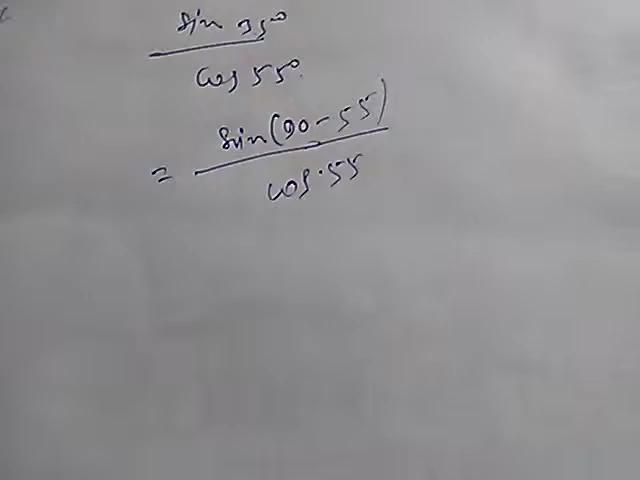 sin 35°
cos 55°
= sin(90-55)
cos.55